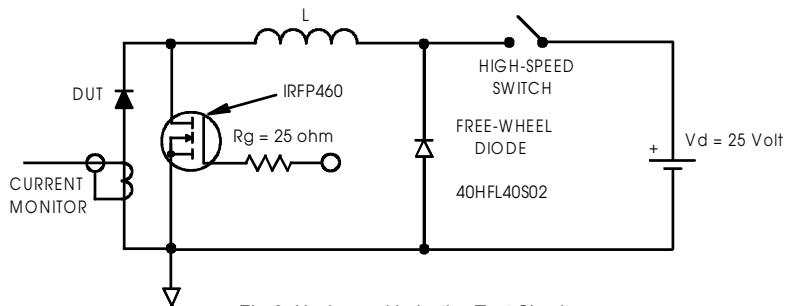 L
HIGH-SPEED
SWITCH
DUT
IRFP460
Rg = 25 ohm
FREE-WHEEL
DIODE
+
Vd = 25 Volt
40HFL40S02
CURRENT
MONITOR